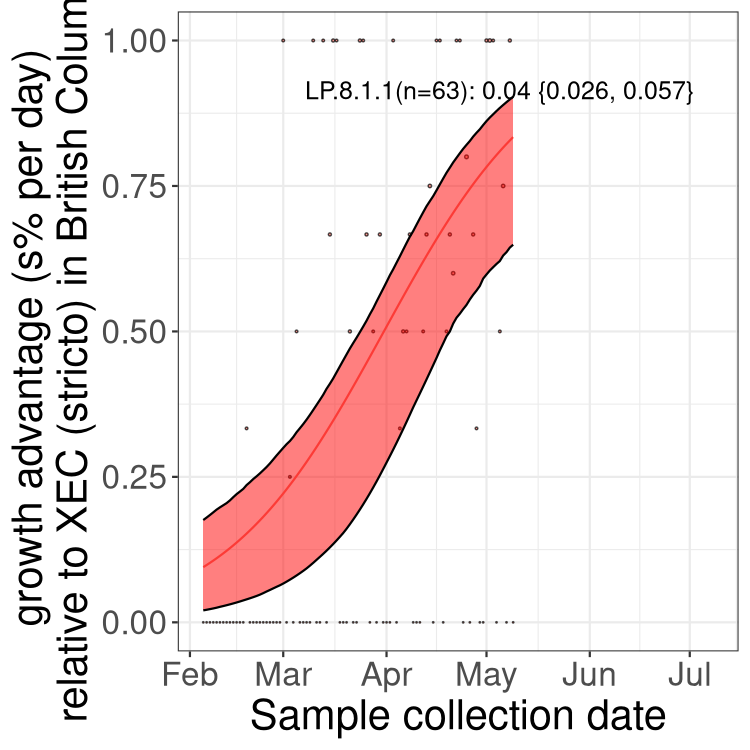 growth advantage (s% per day)
relative to XEC (stricto) in British Colum
1.00
0.75
0.50
0.25
0.00
LP.8.1.1(n=63): 0.04 {0.026, 0.057}
Feb Mar Apr May Jun Jul
Sample collection date